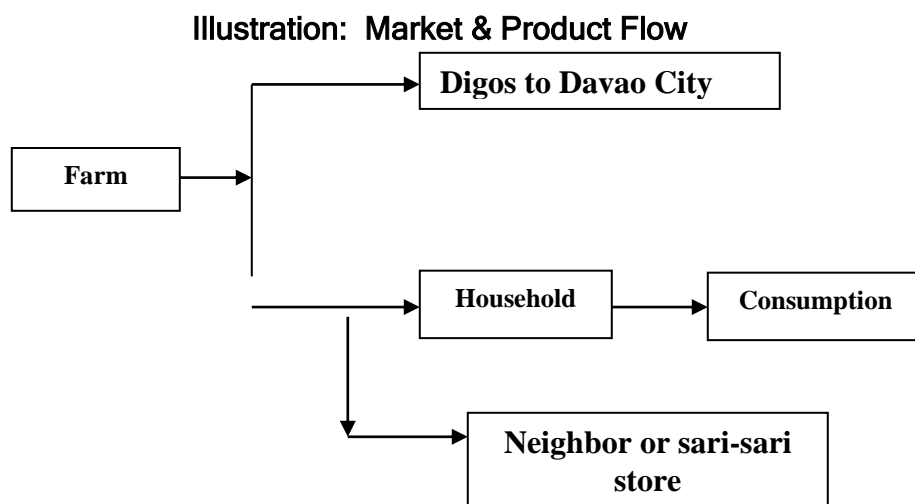 Illustration: Market & Product Flow
Digos to Davao City
Farm
Household
Consumption
Neighbor or sari-sari
store